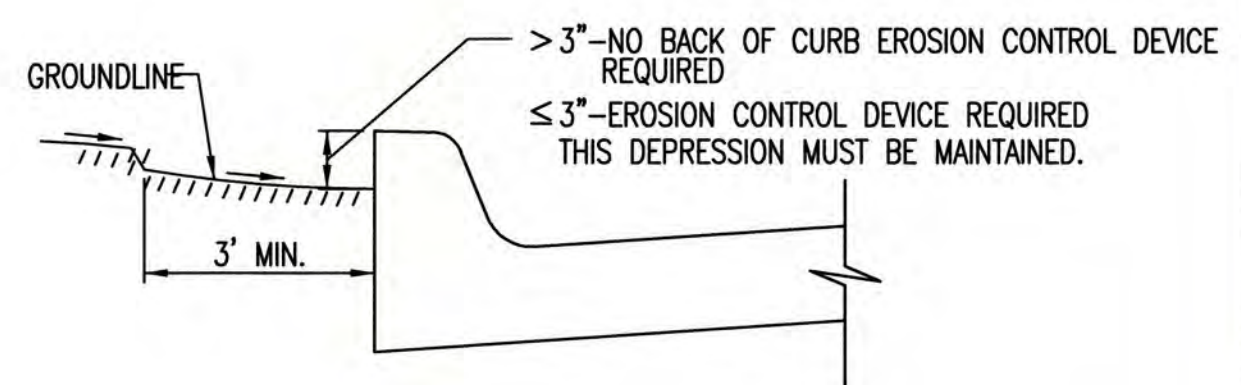 > 3"-NO BACK OF CURB EROSION CONTROL DEVICE
REQUIRED
GROUNDLINE
≤ 3"-EROSION CONTROL DEVICE REQUIRED
THIS DEPRESSION MUST BE MAINTAINED.
3' MIN.